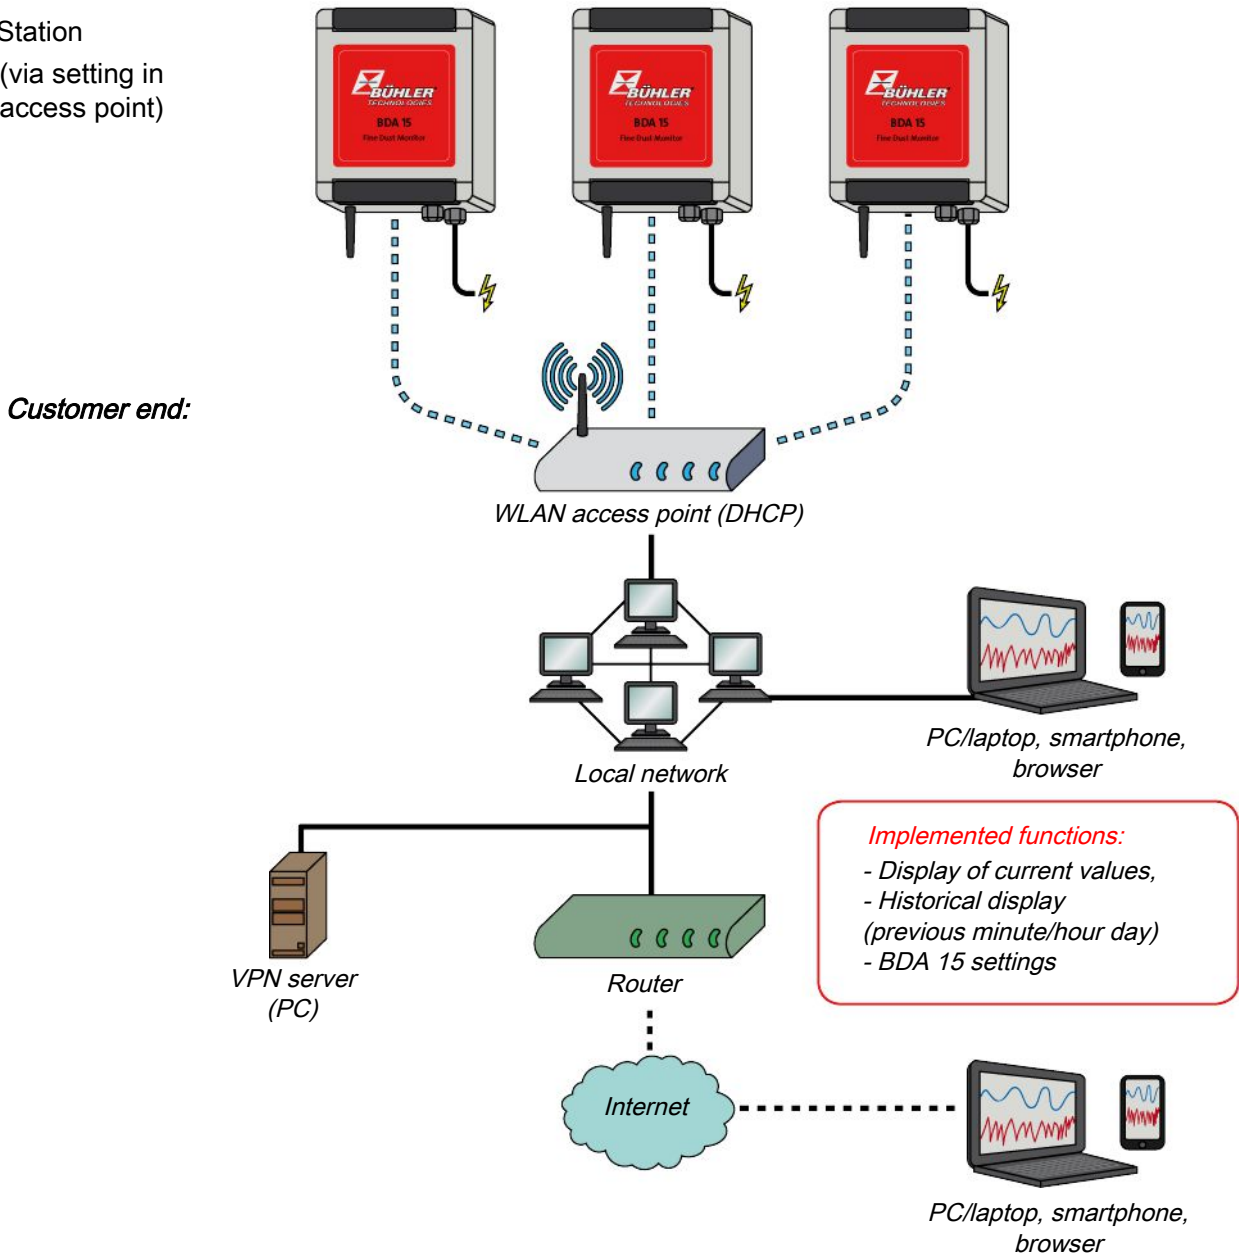 Station
(via setting in
access point)
BÜHLER
TECHNOLOGIES
BDA 15
Fine Dust Monitor
BÜHLER
TECHNOLOGIES
BDA 15
Fine Dust Monitor
BÜHLER
TECHNOLOGIES
BDA 15
Fine Dust Monitor
Customer end:
WLAN access point (DHCP)
PC/laptop, smartphone,
browser
Local network
Implemented functions:
- Display of current values,
- Historical display
(previous minute/hour day)
- BDA 15 settings
VPN server
(PC)
Router
Internet
PC/laptop, smartphone,
browser